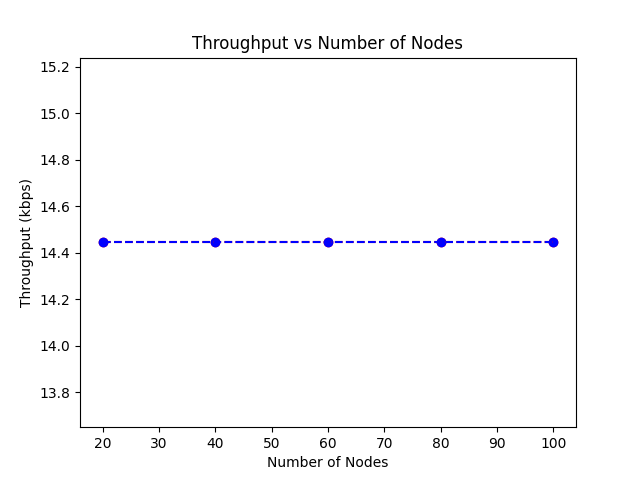 Throughput vs Number of Nodes
15.2
15.0
14.8
14.6
14.4
14.2
14.0
13.8
Throughput (kbps)
20 30 40 50 60 70 80 90 100
Number of Nodes